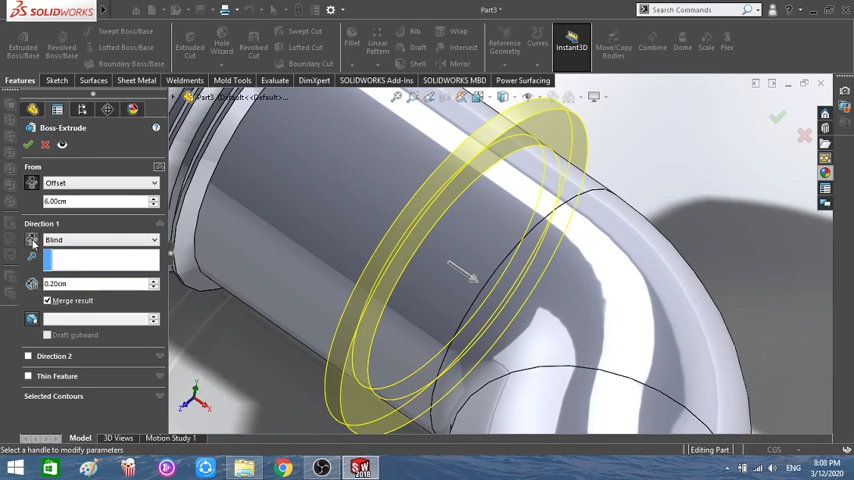 SOLIDWORKS
Part3 *
Search Commands
Extruded Boss/Base
Revolved Boss/Base
Swept Boss/Base
Lofted Boss/Base
Boundary Boss/Base
Extruded Cut
Hole Wizard
Revolved Cut
Swept Cut
Lofted Cut
Boundary Cut
Fillet
Linear Pattern
Rib
Draft
Shell
Wrap
Intersect
Mirror
Reference Geometry
Curves
Instant3D
Move/Copy Bodies
Combine
Dome
Scale
Flex
Features
Sketch
Surfaces
Sheet Metal
Weldments
Mold Tools
Evaluate
DimXpert
SOLIDWORKS Add-Ins
SOLIDWORKS MBD
Power Surfacing
Part3 (Default<<Default>...
Boss-Extrude
From
Offset
6.00cm
Direction 1
Blind
0.20cm
Merge result
Draft outward
Direction 2
Thin Feature
Selected Contours
Y
Z
X
Model
3D Views
Motion Study 1
Select a handle to modify parameters
Editing Part
CGS
SW
2018
ENG
8:08 PM
3/12/2020